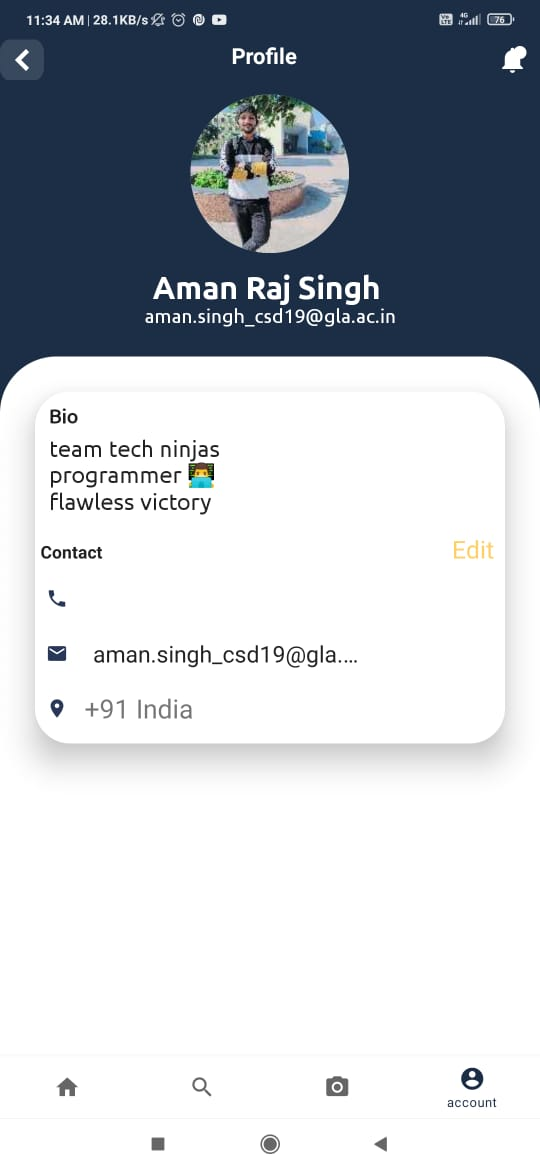 11:34 AM | 28.1KB/s
4G
76
Profile
Aman Raj Singh
aman.singh_csd19@gla.ac.in
Bio
team tech ninjas
programmer 👨‍💻
flawless victory
Contact
Edit
aman.singh_csd19@gla....
+91 India
account